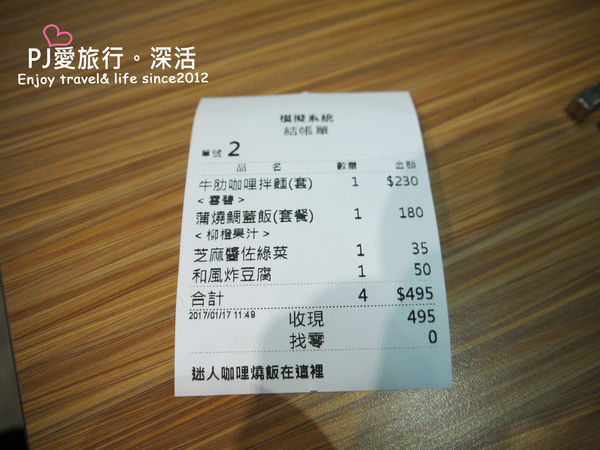 PJ愛旅行。深活
Enjoy travel& life since2012
模擬系統
結帳單
單號 2
品 名 數量 金額
牛肋咖哩拌麵(套) 1 $230
<雪碧>
蒲燒鯛蓋飯(套餐) 1 180
<柳橙果汁>
芝麻醬佐綠菜 1 35
和風炸豆腐 1 50
合計 4 $495
2017/01/17 11:49 收現 495
找零 0
迷人咖哩燒飯在這裡